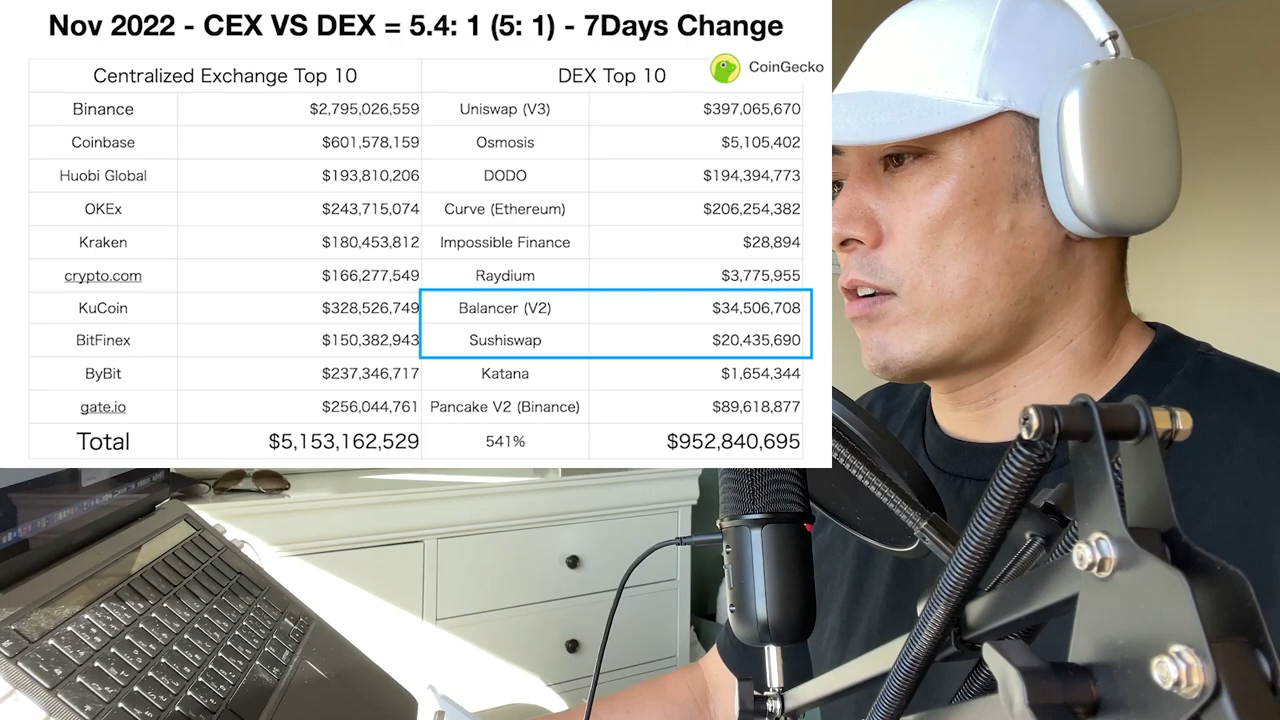 Nov 2022 - CEX VS DEX = 5.4: 1 (5: 1) - 7Days Change
Centralized Exchange Top 10 DEX Top 10 CoinGecko
Binance $2,795,026,559 Uniswap (V3) $397,065,670
Coinbase $601,578,159 Osmosis $5,105,402
Huobi Global $193,810,206 DODO $194,394,773
OKEx $243,715,074 Curve (Ethereum) $206,254,382
Kraken $180,453,812 Impossible Finance $28,894
crypto.com $166,277,549 Raydium $3,775,955
KuCoin $328,526,749 Balancer (V2) $34,506,708
BitFinex $150,382,943 Sushiswap $20,435,690
ByBit $237,346,717 Katana $1,654,344
gate.io $256,044,761 Pancake V2 (Binance) $89,618,877
Total $5,153,162,529 541% $952,840,695